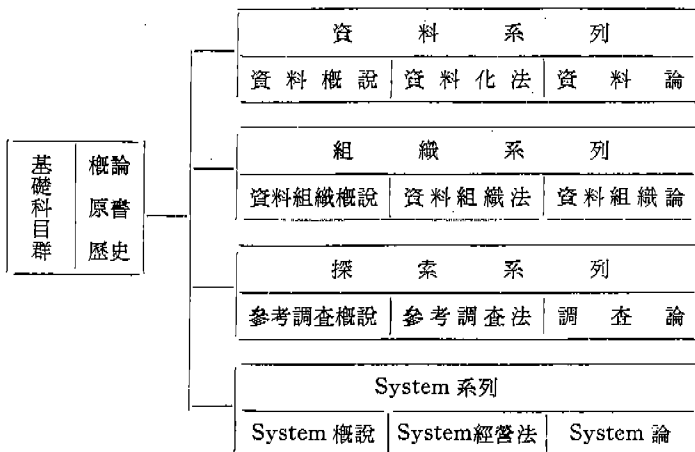 資料系列
資料概說 資料化法 資料論
組織系列
資料組織概說 資料組織法 資料組織論
基礎科目群
概論
原書
歷史
探索系列
參考調査概說 參考調査法 調査論
System 系列
System 概說 System經營法 System 論